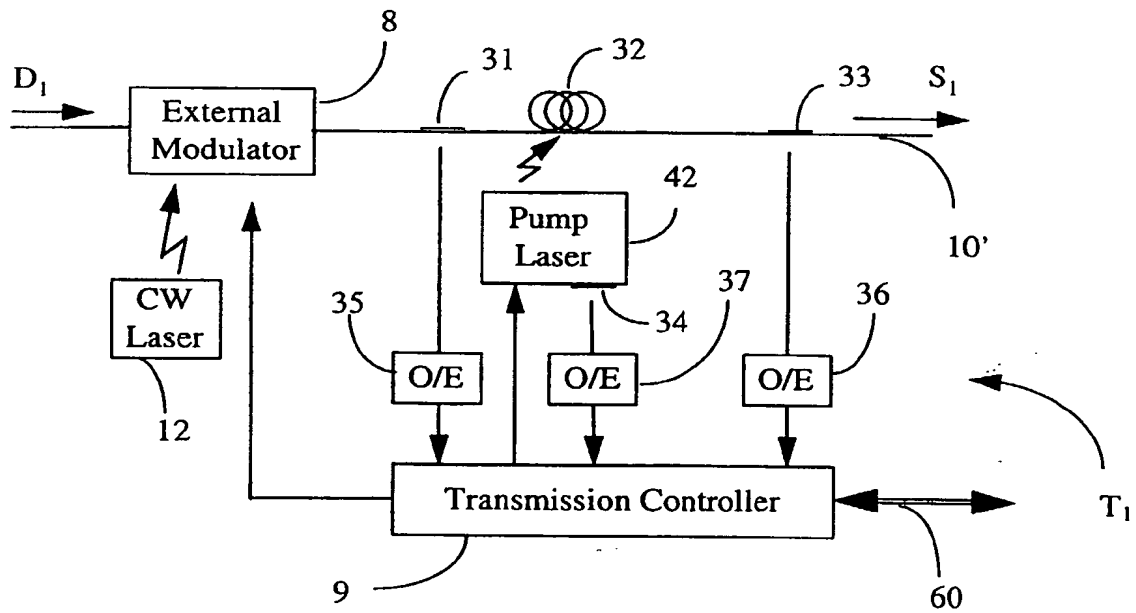 8
D1
31
32
33
S1
External
Modulator
42
Pump
Laser
10’
CW
Laser
35
34
37
36
O/E
O/E
O/E
12
Transmission Controller
T1
9
60